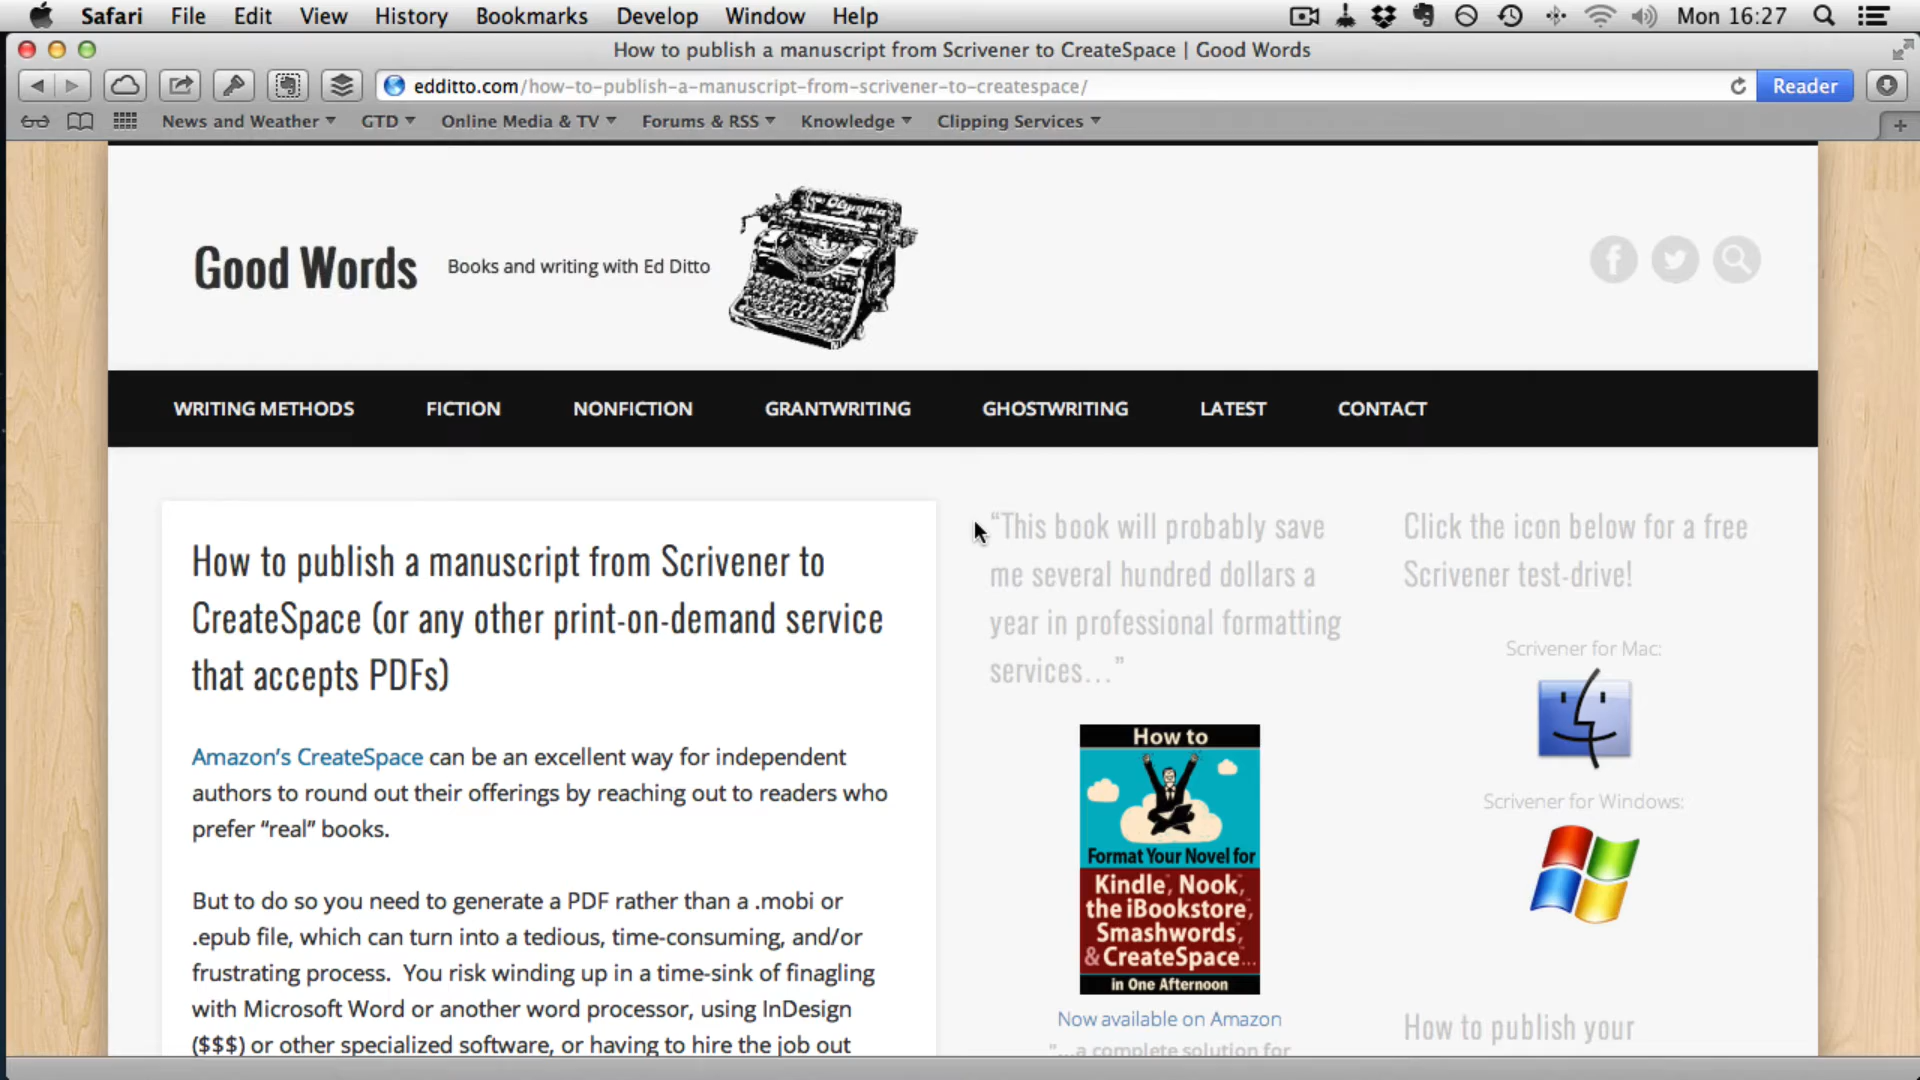 Safari File Edit View History Bookmarks Develop Window Help Mon 16:27
How to publish a manuscript from Scrivener to CreateSpace | Good Words
edditto.com/how-to-publish-a-manuscript-from-scrivener-to-createspace/ Reader
News and Weather GTD Online Media & TV Forums & RSS Knowledge Clipping Services
Olympia
Good Words Books and writing with Ed Ditto
WRITING METHODS FICTION NONFICTION GRANTWRITING GHOSTWRITING LATEST CONTACT
How to publish a manuscript from Scrivener to
CreateSpace (or any other print-on-demand service
that accepts PDFs)
Amazon's CreateSpace can be an excellent way for independent
authors to round out their offerings by reaching out to readers who
prefer “real” books.
But to do so you need to generate a PDF rather than a .mobi or
.epub file, which can turn into a tedious, time-consuming, and/or
frustrating process. You risk winding up in a time-sink of finagling
with Microsoft Word or another word processor, using InDesign
($$$) or other specialized software, or having to hire the job out
“This book will probably save
me several hundred dollars a
year in professional formatting
services…”
How to
Format Your Novel for
Kindle™, Nook™,
the iBookstore™,
Smashwords™,
& CreateSpace™...
in One Afternoon
Now available on Amazon
"…a complete solution for
Click the icon below for a free
Scrivener test-drive!
Scrivener for Mac:
Scrivener for Windows:
How to publish your